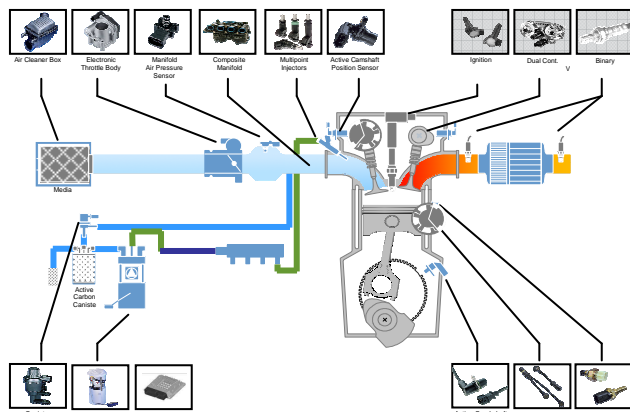 Air Cleaner Box
Electronic
Throttle Body
Manifold
Air Pressure
Sensor
Composite
Manifold
Multipoint
Injectors
Active Camshaft
Position Sensor
Ignition
Dual Cont.
V
Binary
Media
Active
Carbon
Caniste